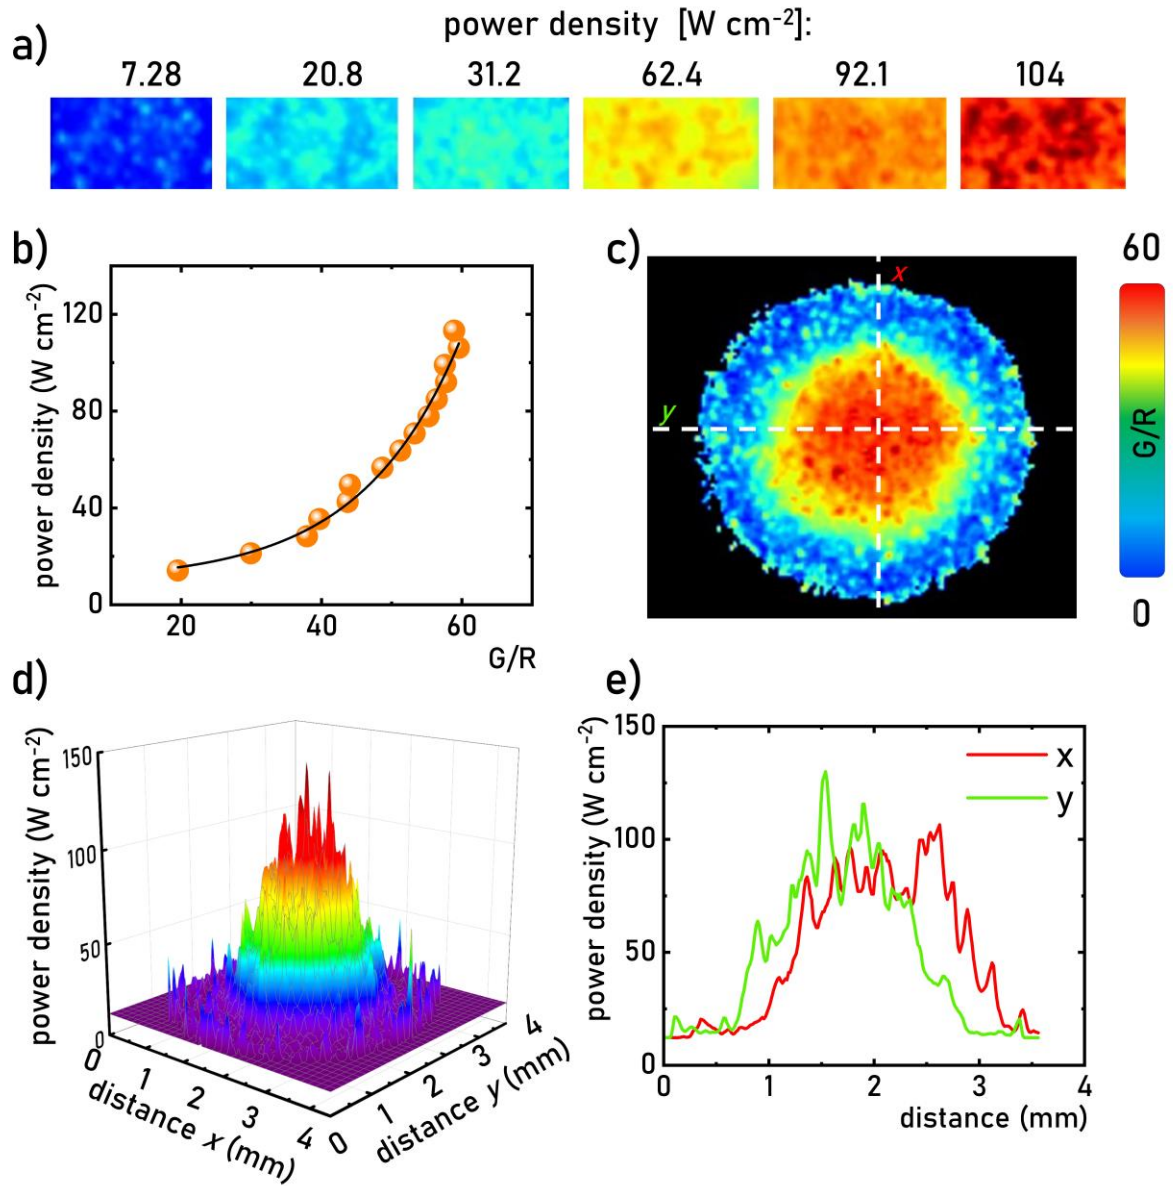 a)
power density [W cm⁻²]:
7.28 20.8 31.2 62.4 92.1 104
b)
power density (W cm⁻²)
120
80
40
0
20 40 60
G/R
c)
x
y
60
G/R
0
d)
power density (W cm⁻²)
150
100
50
0
0 1 2 3 4
distance x (mm)
0 1 2 3 4
distance y (mm)
e)
power density (W cm⁻²)
150
100
50
0
x
y
0 1 2 3 4
distance (mm)